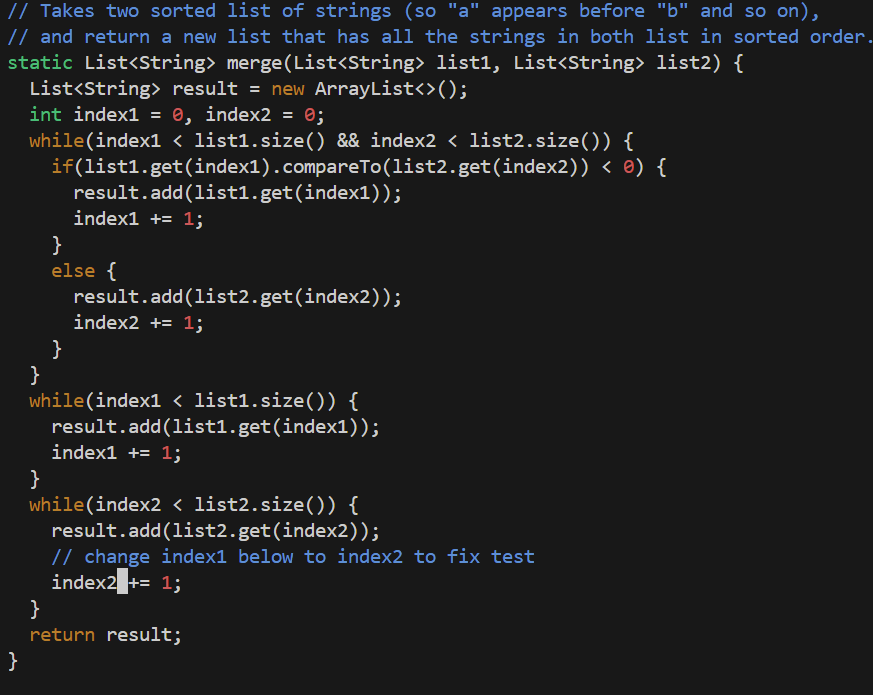 // Takes two sorted list of strings (so "a" appears before "b" and so on),
// and return a new list that has all the strings in both list in sorted order.
static List<String> merge(List<String> list1, List<String> list2) {
  List<String> result = new ArrayList<>();
  int index1 = 0, index2 = 0;
  while(index1 < list1.size() && index2 < list2.size()) {
    if(list1.get(index1).compareTo(list2.get(index2)) < 0) {
      result.add(list1.get(index1));
      index1 += 1;
    }
    else {
      result.add(list2.get(index2));
      index2 += 1;
    }
  }
  while(index1 < list1.size()) {
    result.add(list1.get(index1));
    index1 += 1;
  }
  while(index2 < list2.size()) {
    result.add(list2.get(index2));
    // change index1 below to index2 to fix test
    index2 += 1;
  }
  return result;
}